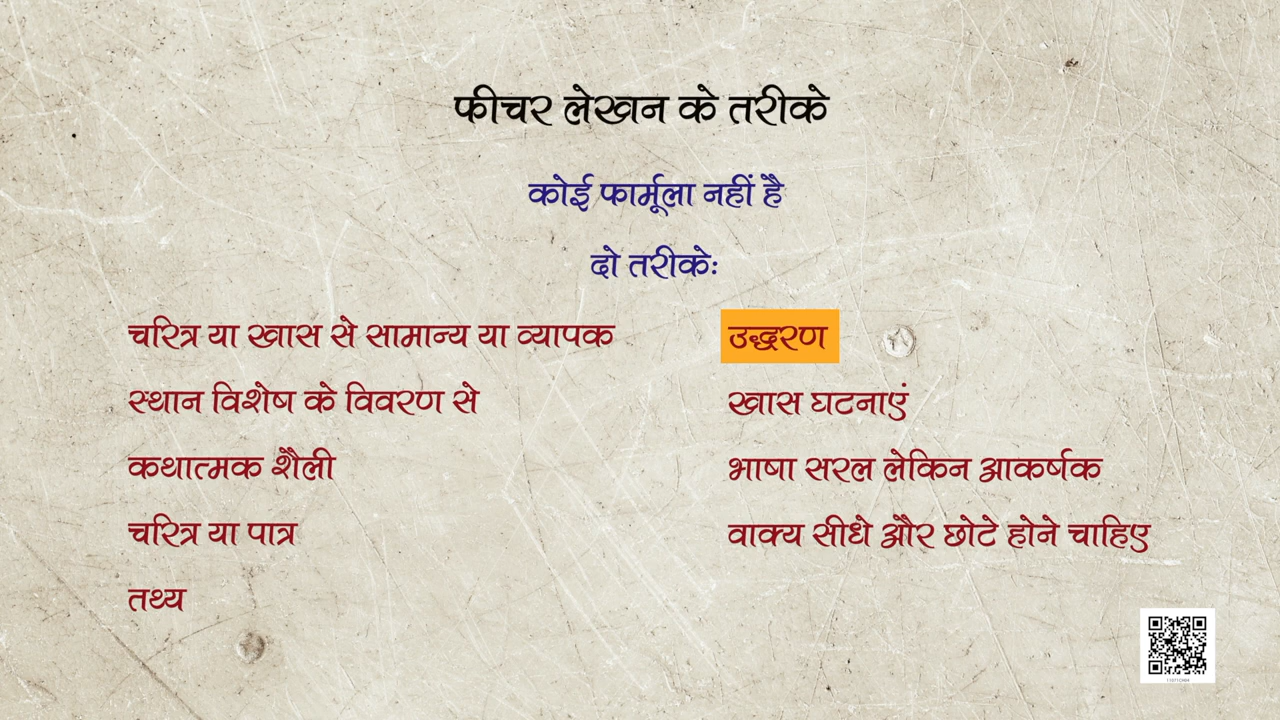 फीचर लेखन के तरीके
कोई फार्मूला नहीं है
दो तरीके:
चरित्र या खास से सामान्य या व्यापक
स्थान विशेष के विवरण से
कथात्मक शैली
चरित्र या पात्र
तथ्य
उद्धरण
खास घटनाएं
भाषा सरल लेकिन आकर्षक
वाक्य सीधे और छोटे होने चाहिए